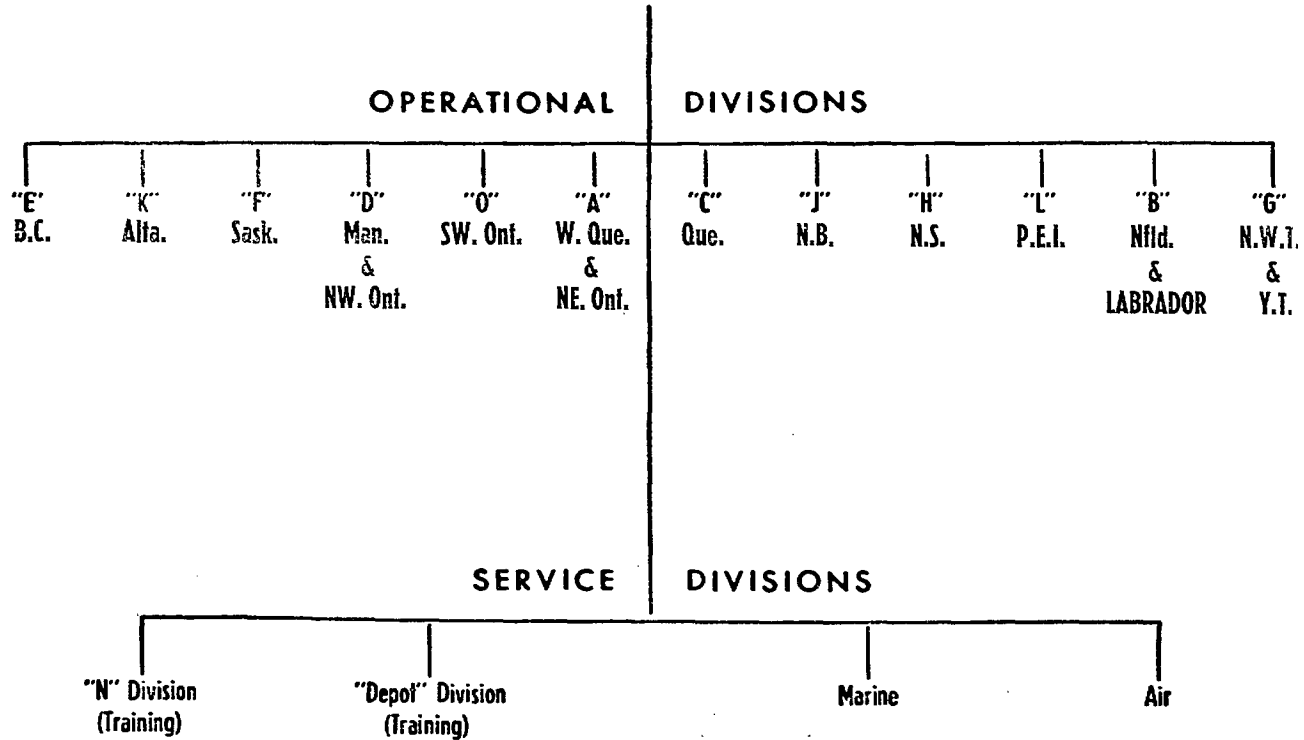 OPERATIONAL DIVISIONS
"E" "K" "F" "D" "O" "A" "C" "J" "H" "L" "B" "G"
B.C. Alta. Sask. Man. SW. Ont. W. Que. Que. N.B. N.S. P.E.I. Nfld. N.W.T.
& & & &
NW. Ont. NE. Ont. LABRADOR Y.T.
SERVICE DIVISIONS
"N" Division "Depot" Division Marine Air
(Training) (Training)